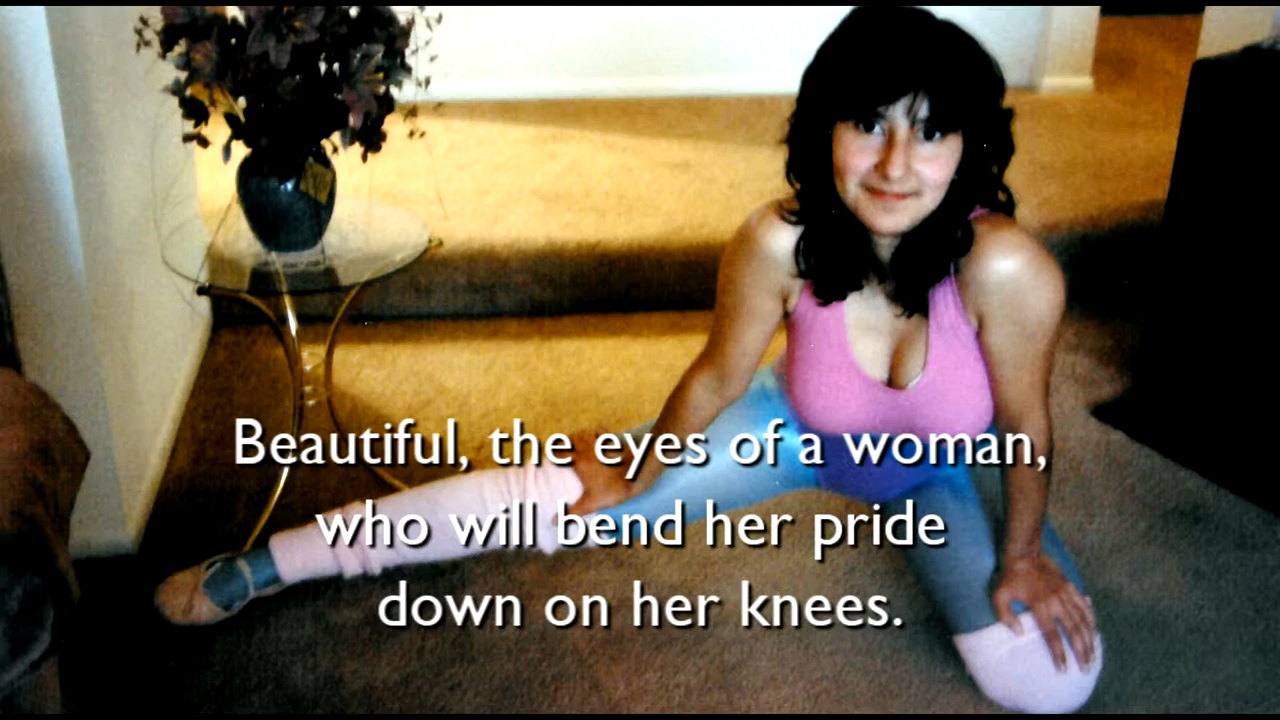 Beautiful, the eyes of a woman,
who will bend her pride
down on her knees.